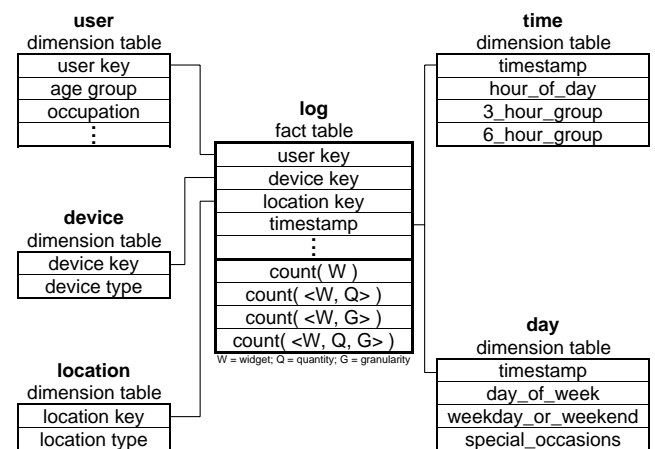 user
dimension table
user key
age group
occupation
⋮
device
dimension table
device key
device type
location
dimension table
location key
location type
log
fact table
user key
device key
location key
timestamp
⋮
count( W )
count( <W, Q> )
count( <W, G> )
count( <W, Q, G> )
W = widget; Q = quantity; G = granularity
time
dimension table
timestamp
hour_of_day
3_hour_group
6_hour_group
day
dimension table
timestamp
day_of_week
weekday_or_weekend
special_occasions